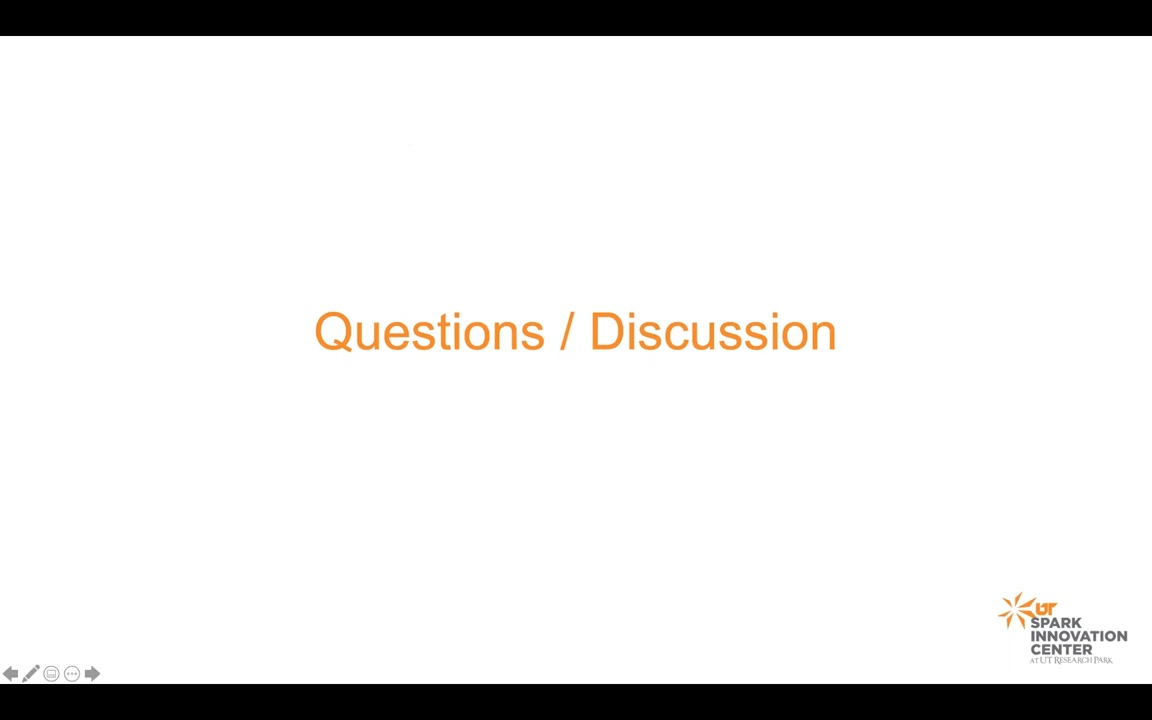 Questions / Discussion
UT
SPARK
INNOVATION
CENTER
AT UT RESEARCH PARK